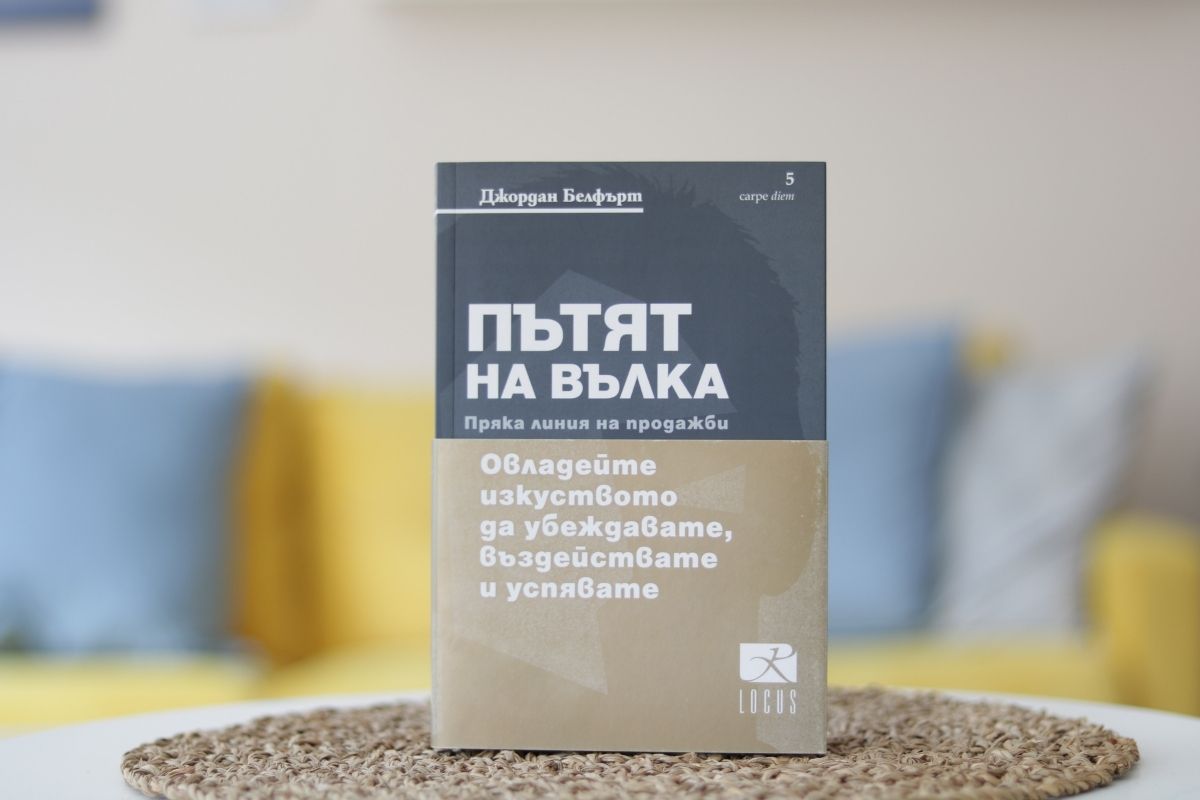 Джордан Белфърт
5
carpe diem
ПЪТЯТ
НА ВЪЛКА
Пряка линия на продажби
Овладейте
изкуството
да убеждавате,
въздействате
и успявате
LOCUS